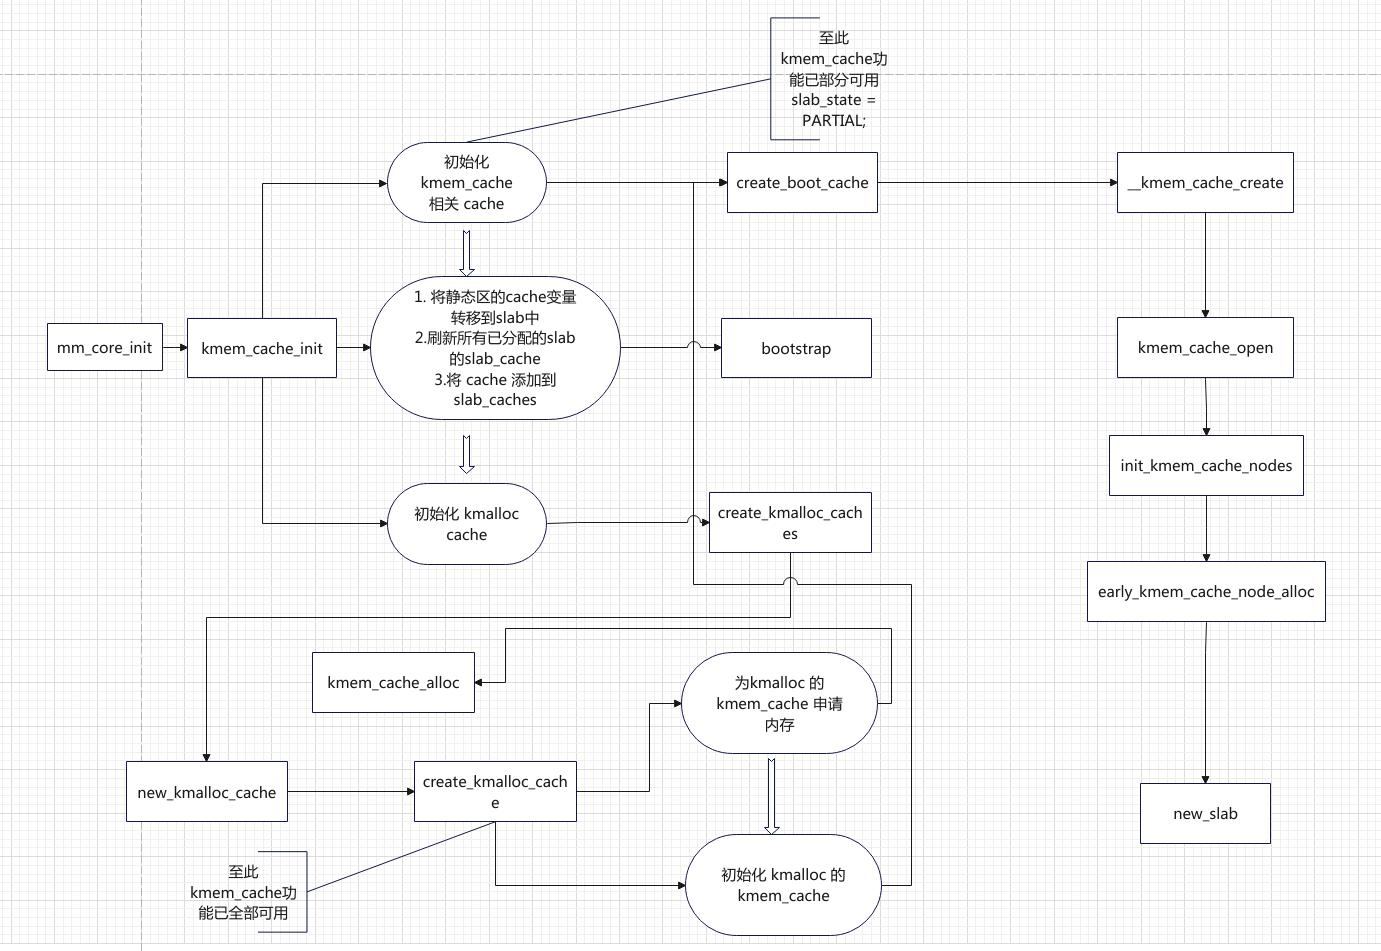 至此
kmem_cache功
能已部分可用
slab_state =
PARTIAL;
初始化
kmem_cache
相关 cache
create_boot_cache
__kmem_cache_create
1. 将静态区的cache变量
转移到slab中
2.刷新所有已分配的slab
的slab_cache
3.将 cache 添加到
slab_caches
mm_core_init
kmem_cache_init
bootstrap
kmem_cache_open
init_kmem_cache_nodes
初始化 kmalloc
cache
create_kmalloc_cach
es
early_kmem_cache_node_alloc
kmem_cache_alloc
为kmalloc 的
kmem_cache 申请
内存
new_kmalloc_cache
create_kmalloc_cach
e
new_slab
至此
kmem_cache功
能已全部可用
初始化 kmalloc 的
kmem_cache